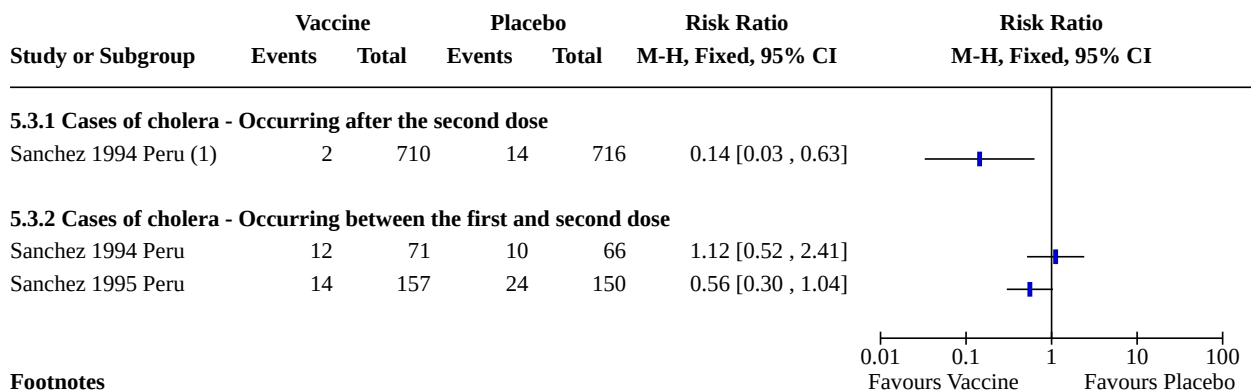 Vaccine Placebo Risk Ratio Risk Ratio
Study or Subgroup Events Total Events Total M-H, Fixed, 95% CI M-H, Fixed, 95% CI
5.3.1 Cases of cholera - Occurring after the second dose
Sanchez 1994 Peru (1) 2 710 14 716 0.14 [0.03 , 0.63]
5.3.2 Cases of cholera - Occurring between the first and second dose
Sanchez 1994 Peru 12 71 10 66 1.12 [0.52 , 2.41]
Sanchez 1995 Peru 14 157 24 150 0.56 [0.30 , 1.04]
0.01 0.1 1 10 100
Footnotes Favours Vaccine Favours Placebo